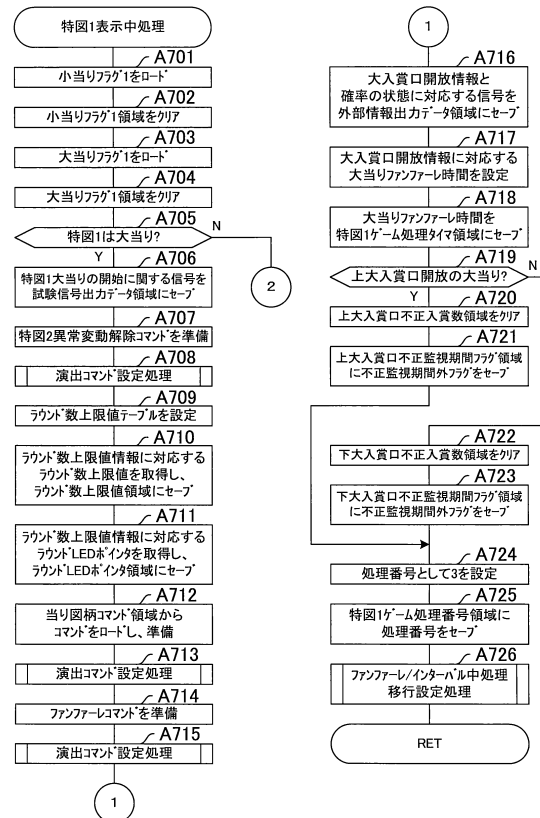 特図1表示中処理
A701
小当りフラグ1をロード
A702
小当りフラグ1領域をクリア
A703
大当りフラグ1をロード
A704
大当りフラグ1領域をクリア
A705
特図1は大当り?
N
Y
A706
2
特図1大当りの開始に関する信号を
試験信号出力データ領域にセーブ
A707
特図2異常変動解除コマンドを準備
A708
演出コマンド設定処理
A709
ラウンド数上限値テーブルを設定
A710
ラウンド数上限値情報に対応する
ラウンド数上限値を取得し、
ラウンド数上限値領域にセーブ
A711
ラウンド数上限値情報に対応する
ラウンドLEDポインタを取得し、
ラウンドLEDポインタ領域にセーブ
A712
当り図柄コマンド領域から
コマンドをロードし、準備
A713
演出コマンド設定処理
A714
ファンファーレコマンドを準備
A715
演出コマンド設定処理
1
1
A716
大入賞口開放情報と
確率の状態に対応する信号を
外部情報出力データ領域にセーブ
A717
大入賞口開放情報に対応する
大当りファンファーレ時間を設定
A718
大当りファンファーレ時間を
特図1ゲーム処理タイマ領域にセーブ
A719
上大入賞口開放の大当り?
N
Y
A720
上大入賞口不正入賞数領域をクリア
A721
上大入賞口不正監視期間フラグ領域
に不正監視期間外フラグをセーブ
A722
下大入賞口不正入賞数領域をクリア
A723
下大入賞口不正監視期間フラグ領域
に不正監視期間外フラグをセーブ
A724
処理番号として3を設定
A725
特図1ゲーム処理番号領域に
処理番号をセーブ
A726
ファンファーレ/インターバル中処理
移行設定処理
RET